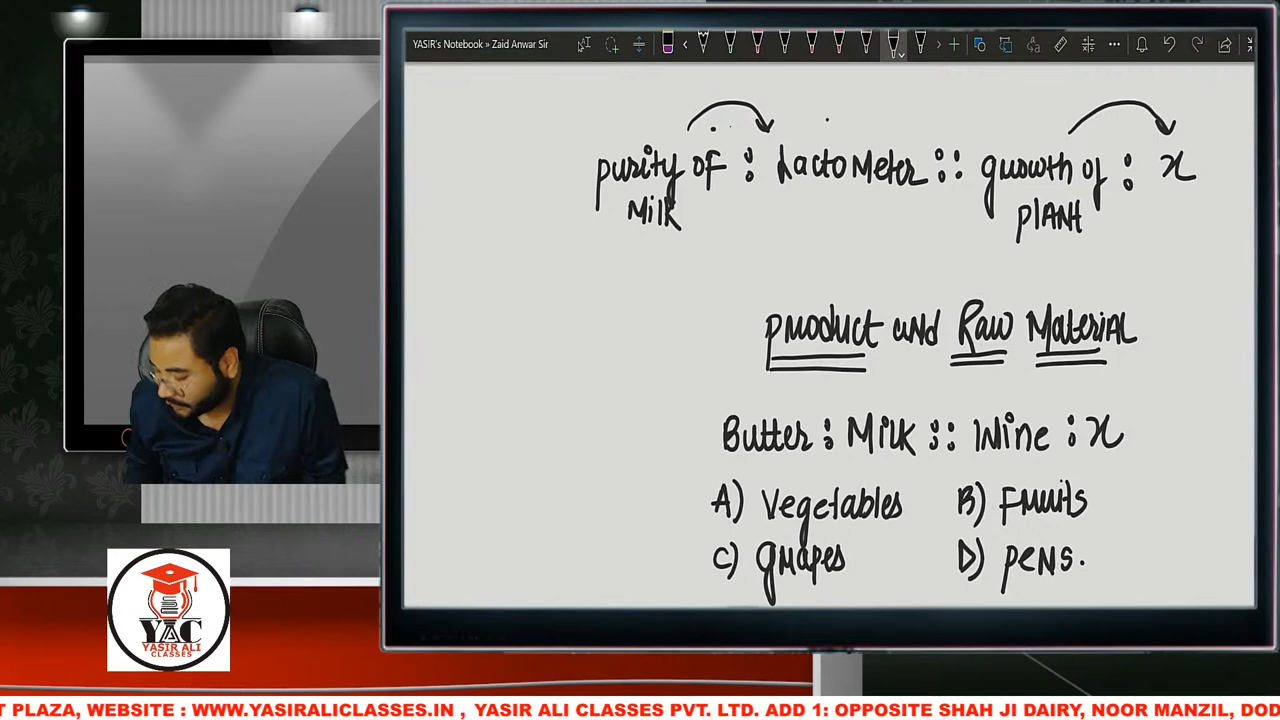 YASIR's Notebook » Zaid Anwar Sir
purity of : LactoMeter :: growth of : x
Milk PLANT
product and Raw Material
Butter : Milk :: Wine : x
A) Vegetables B) Fruits
C) grapes D) pens.
YAC
YASIR ALI
CLASSES
T PLAZA, WEBSITE : WWW.YASIRALICLASSES.IN , YASIR ALI CLASSES PVT. LTD. ADD 1: OPPOSITE SHAH JI DAIRY, NOOR MANZIL, DOD